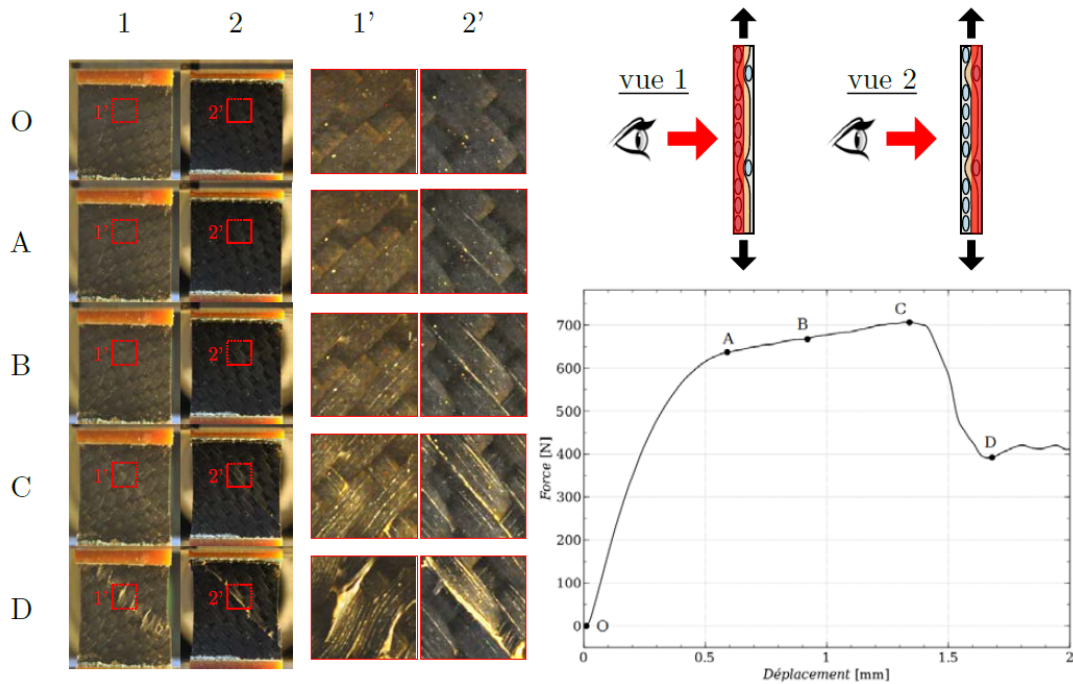 1 2 1’ 2’
O
1’ 2’
A
1’ 2’
B
1’ 2’
C
1’ 2’
D
1’ 2’
vue 1
vue 2
Force [N]
700
600
500
400
300
200
100
0
O
A
B
C
D
0 0.5 1 1.5 2
Déplacement [mm]